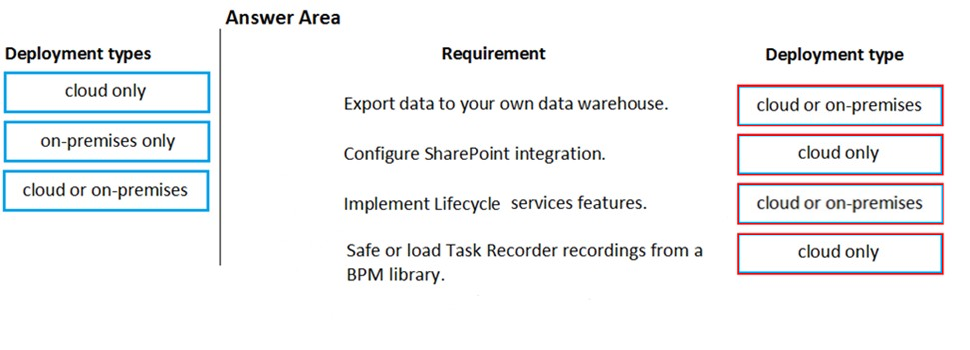 Answer Area
Deployment types
Requirement
Deployment type
cloud only
on-premises only
cloud or on-premises
Export data to your own data warehouse.
cloud or on-premises
Configure SharePoint integration.
cloud only
Implement Lifecycle services features.
cloud or on-premises
Safe or load Task Recorder recordings from a
BPM library.
cloud only